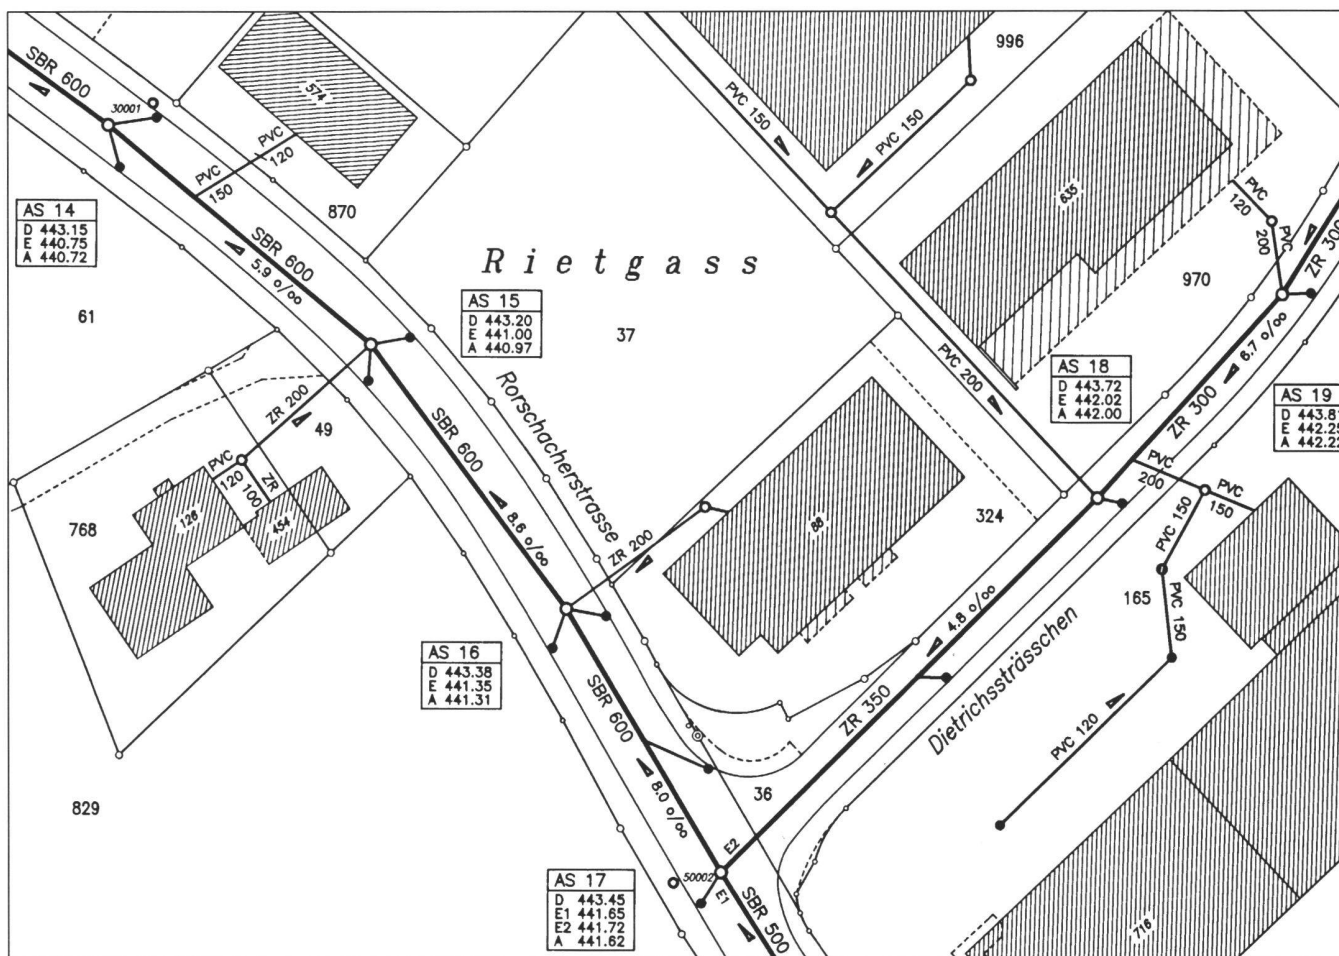 SBR 600
30001
574
PVC
120
PVC
150
870
996
PVC 150
PVC 150
635
PVC
120
PVC
200
ZR 300
AS 14
D 443.15
E 440.75
A 440.72
SBR 600
5.9 o/oo
Rietgass
970
61
AS 15
D 443.20
E 441.00
A 440.97
37
PVC 200
AS 18
D 443.72
E 442.02
A 442.00
6.7 o/oo
ZR 300
AS 19
D 443.8
E 442.2
A 442.2
ZR 200
49
SBR 600
Rorschacherstrasse
PVC
120
ZR
100
768
126
454
8.6 o/oo
ZR 200
88
324
PVC
200
PVC
150
PVC 150
165
PVC 150
AS 16
D 443.38
E 441.35
A 441.31
4.8 o/oo
SBR 600
ZR 350
Dietrichssträsschen
PVC 120
829
8.0 o/oo
36
E2
50002
E1
AS 17
D 443.45
E1 441.65
E2 441.72
A 441.62
SBR 500
716